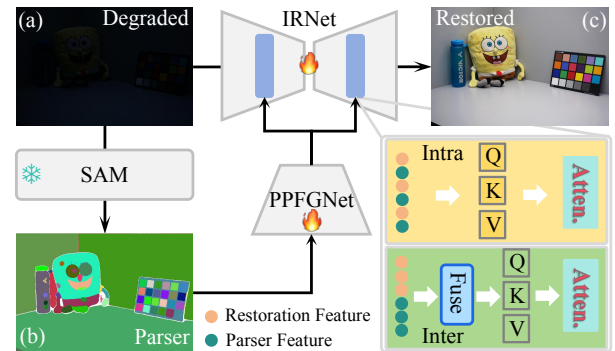 (a)
Degraded
IRNet
Restored
(c)
SAM
PPFGNet
Intra
Q
K
V
Atten.
(b)
Parser
Restoration Feature
Parser Feature
Fuse
Inter
Q
K
V
Atten.